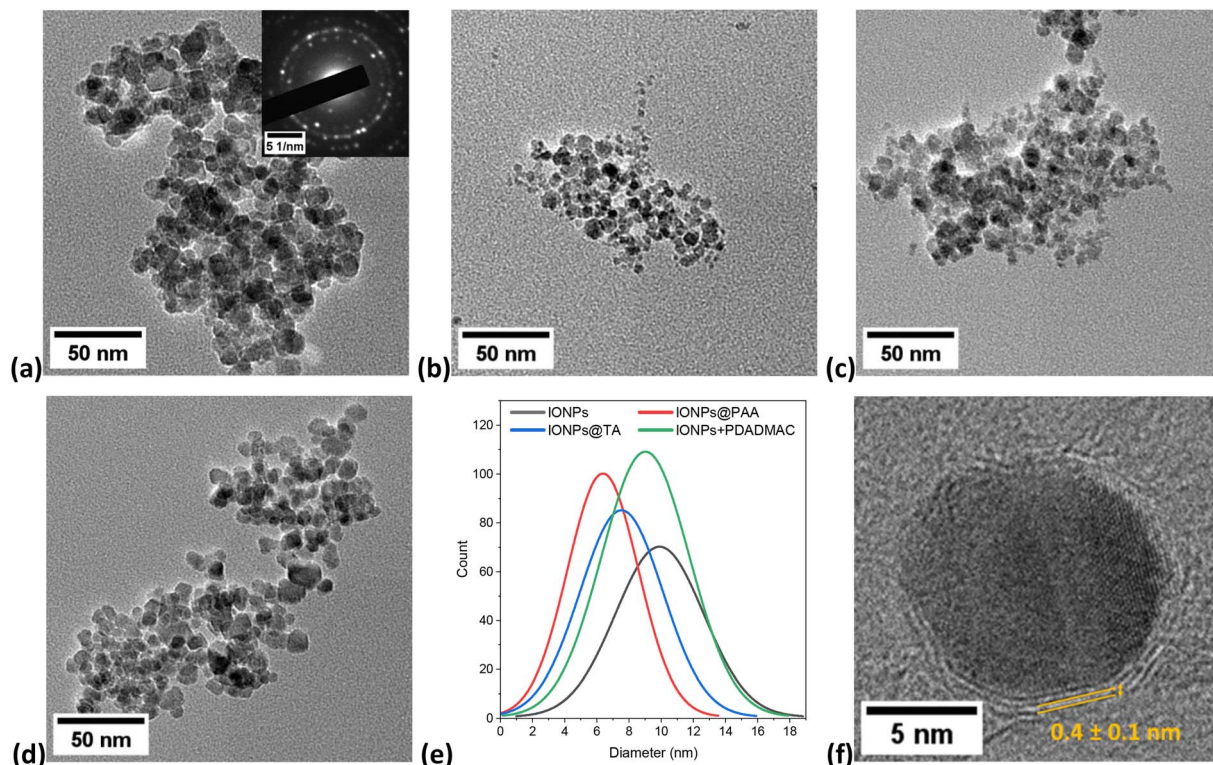 5 1/nm
50 nm
(a)
50 nm
(b)
50 nm
(c)
50 nm
(d)
IONPs
IONPs@PAA
IONPs@TA
IONPs+PDADMAC
120
100
80
60
40
20
0
Count
0 2 4 6 8 10 12 14 16 18
Diameter (nm)
(e)
5 nm
0.4 ± 0.1 nm
(f)